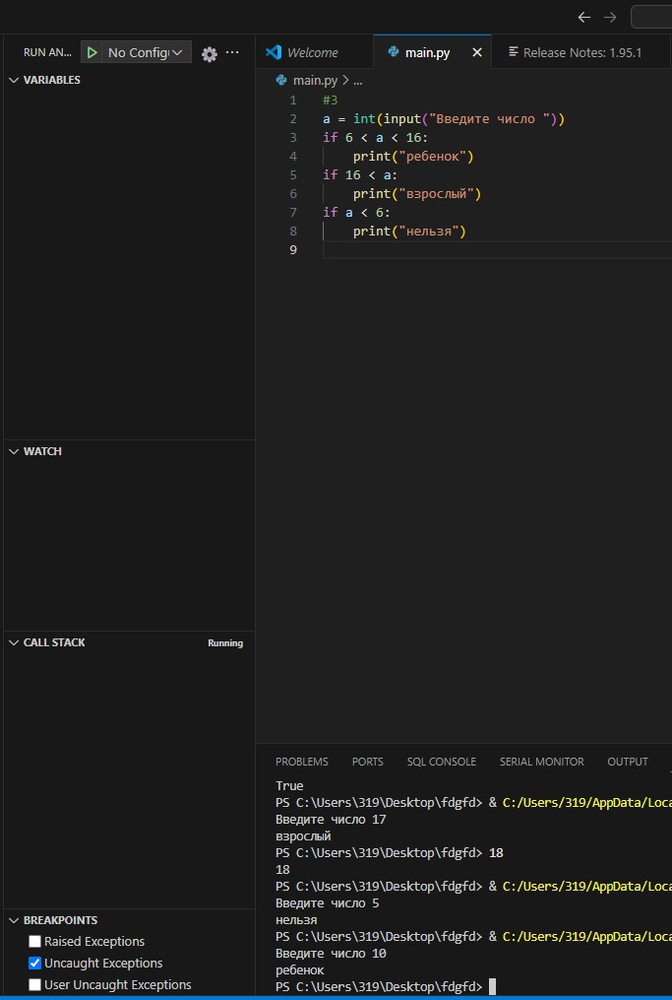 RUN AN... No Config
VARIABLES
WATCH
CALL STACK Running
BREAKPOINTS
Raised Exceptions
Uncaught Exceptions
User Uncaught Exceptions
Welcome main.py Release Notes: 1.95.1
main.py > ...
1 #3
2 a = int(input("Введите число "))
3 if 6 < a < 16:
4     print("ребенок")
5 if 16 < a:
6     print("взрослый")
7 if a < 6:
8     print("нельзя")
9
PROBLEMS PORTS SQL CONSOLE SERIAL MONITOR OUTPUT
True
PS C:\Users\319\Desktop\fdgfd> & C:/Users/319/AppData/Loca
Введите число 17
взрослый
PS C:\Users\319\Desktop\fdgfd> 18
18
PS C:\Users\319\Desktop\fdgfd> & C:/Users/319/AppData/Loca
Введите число 5
нельзя
PS C:\Users\319\Desktop\fdgfd> & C:/Users/319/AppData/Loca
Введите число 10
ребенок
PS C:\Users\319\Desktop\fdgfd>